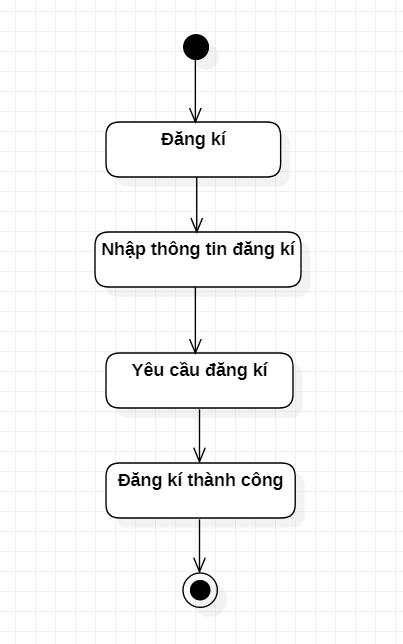 Đăng kí
Nhập thông tin đăng kí
Yêu cầu đăng kí
Đăng kí thành công